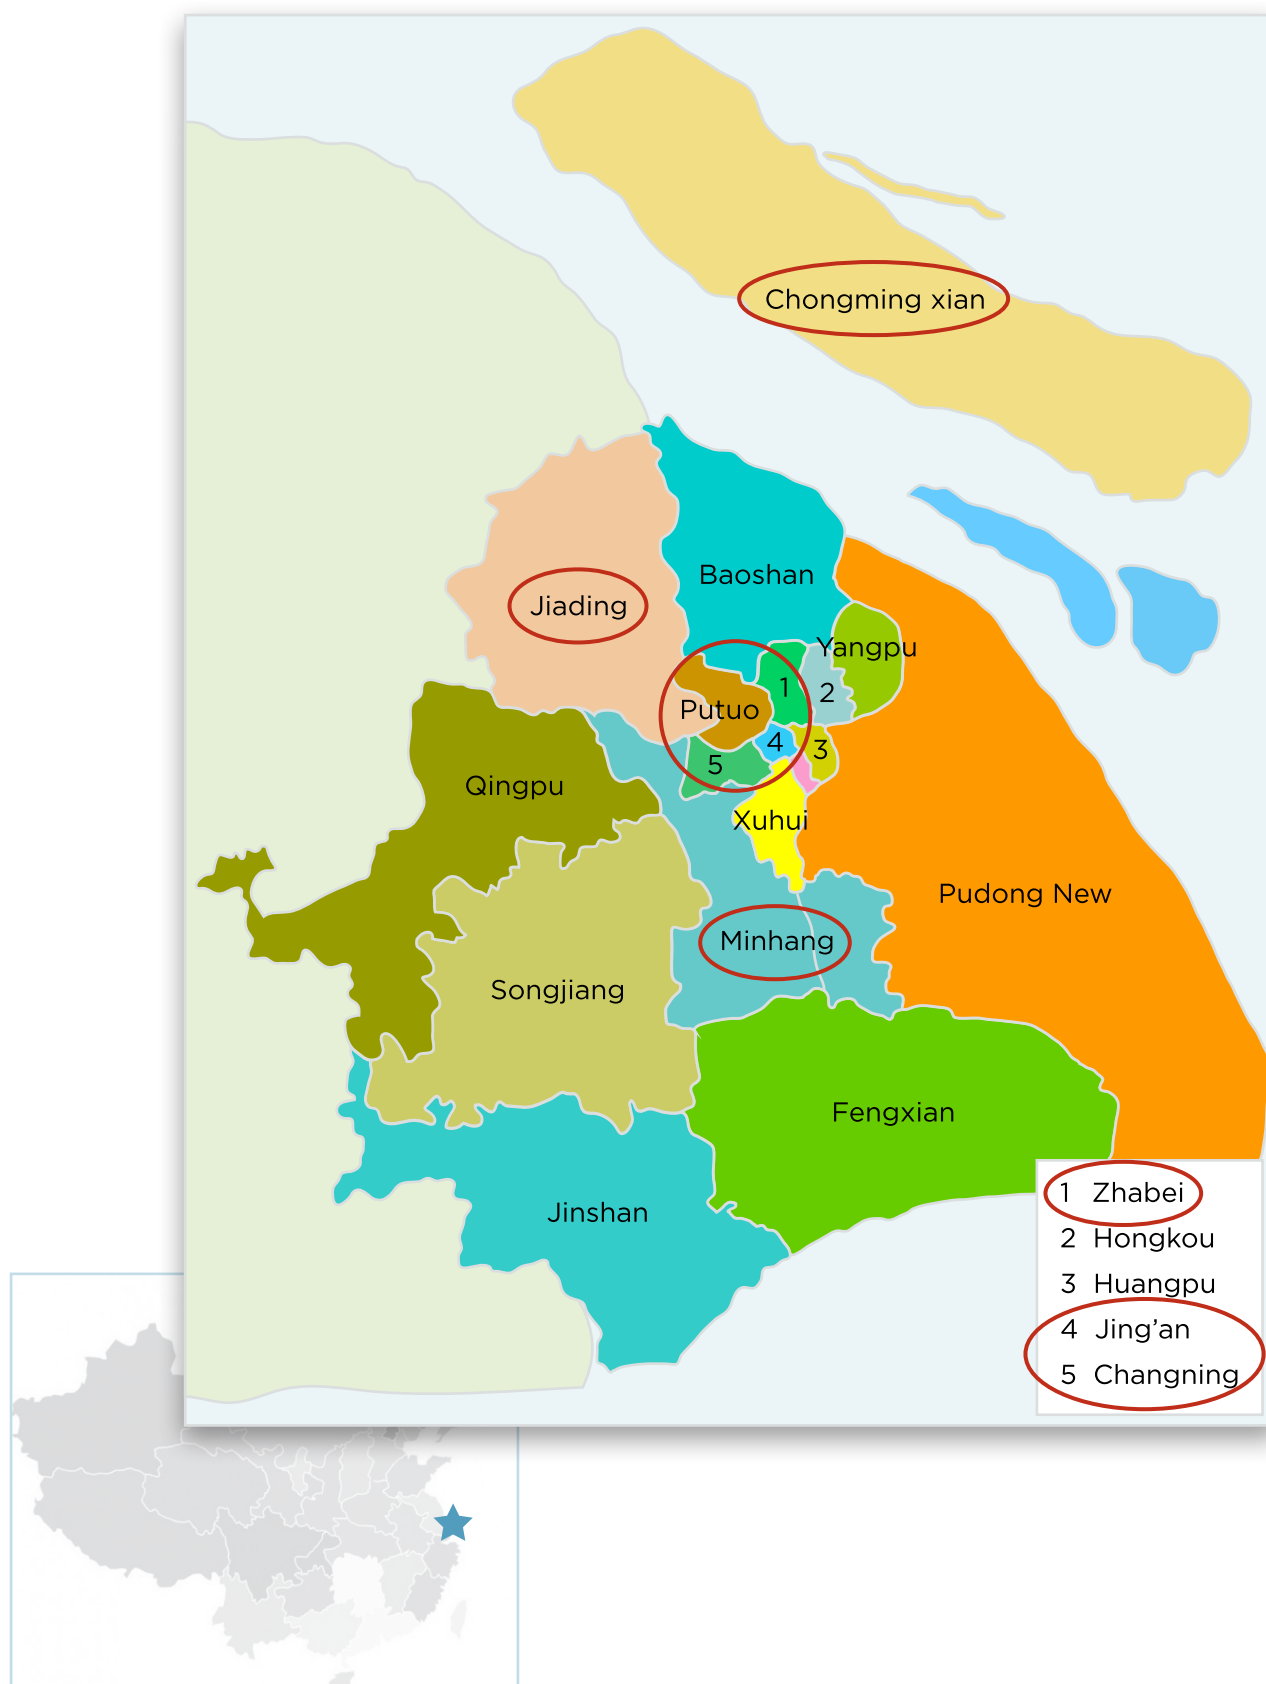 Chongming xian
Baoshan
Jiading
Yangpu
1
2
Putuo
4
3
5
Qingpu
Xuhui
Pudong New
Minhang
Songjiang
Fengxian
Jinshan
1 Zhabei
2 Hongkou
3 Huangpu
4 Jing’an
5 Changning